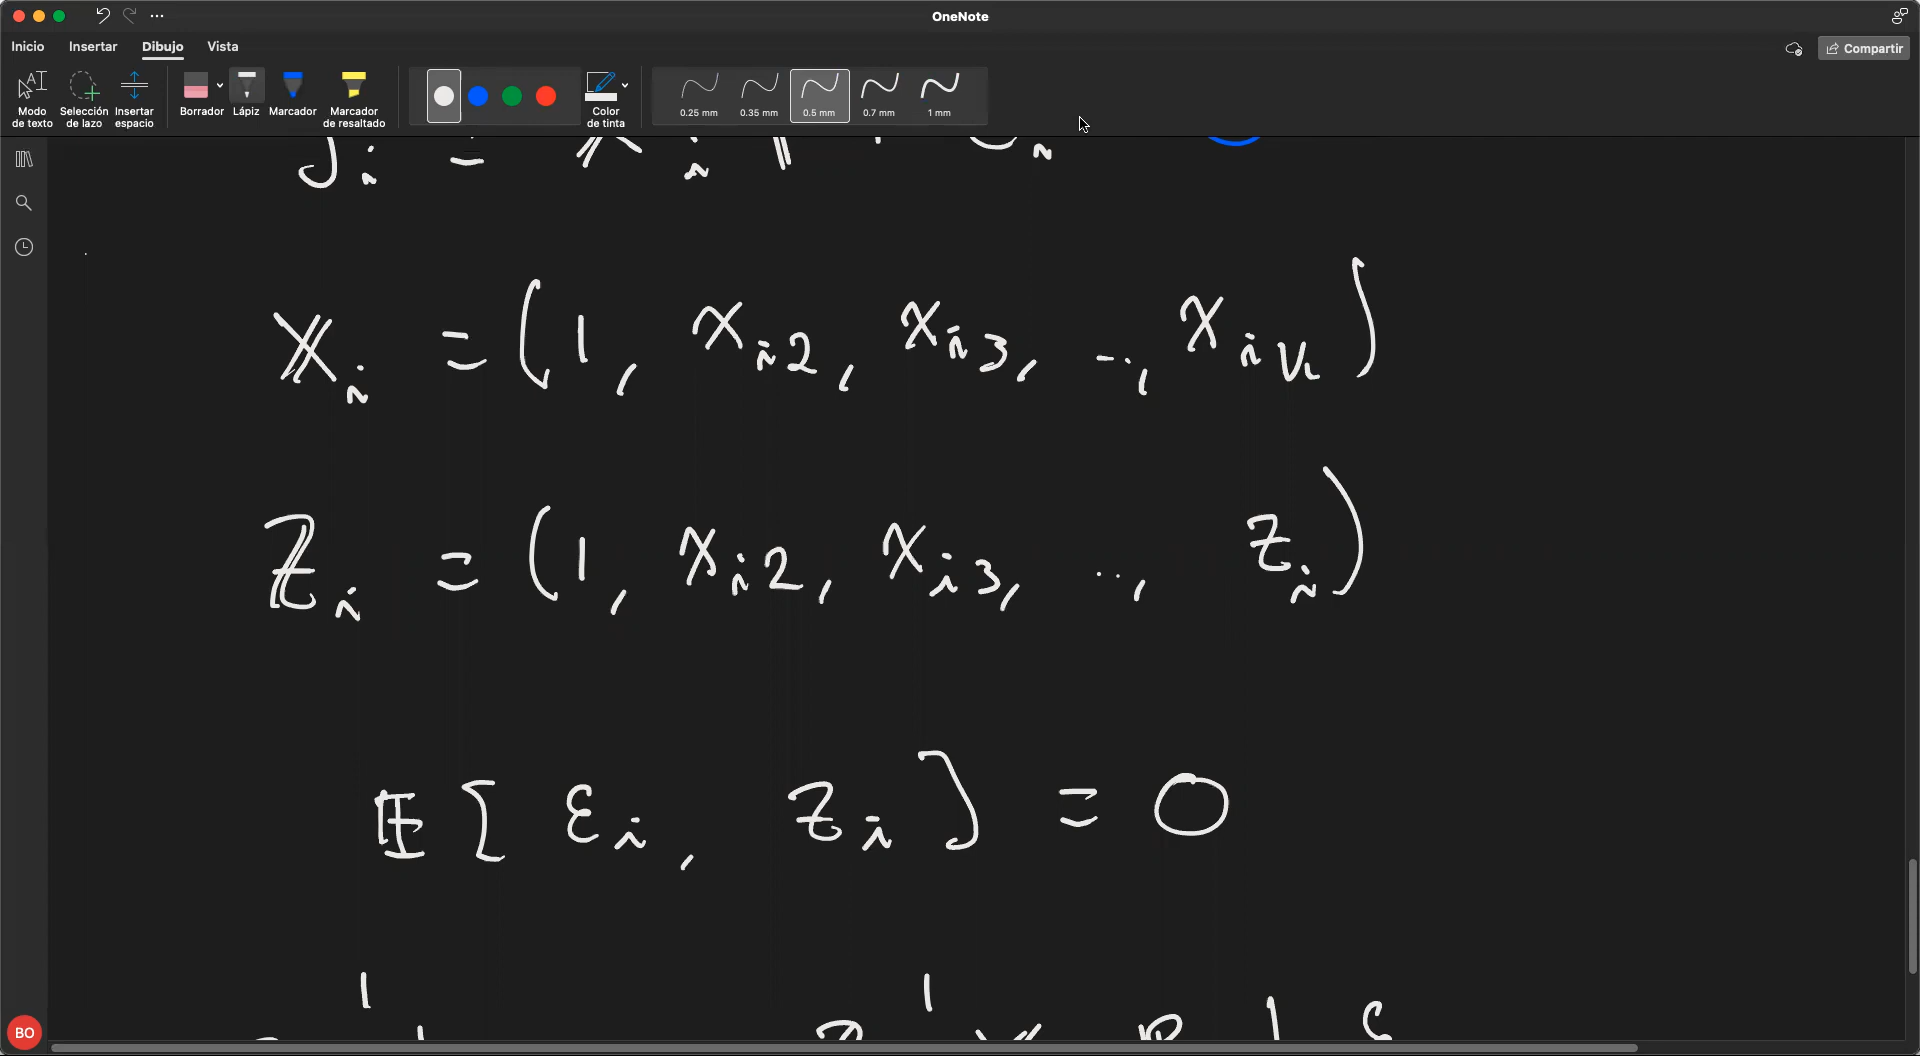 OneNote
Inicio Insertar Dibujo Vista
Compartir
Modo de texto
Selección de lazo
Insertar espacio
Borrador
Lápiz
Marcador
Marcador de resaltado
Color de tinta
0.25 mm
0.35 mm
0.5 mm
0.7 mm
1 mm
X_i = (1, x_i2, x_i3, .., x_ik)
Z_i = (1, x_i2, x_i3, .., z_i)
E[ε_i, z_i] = 0
BO